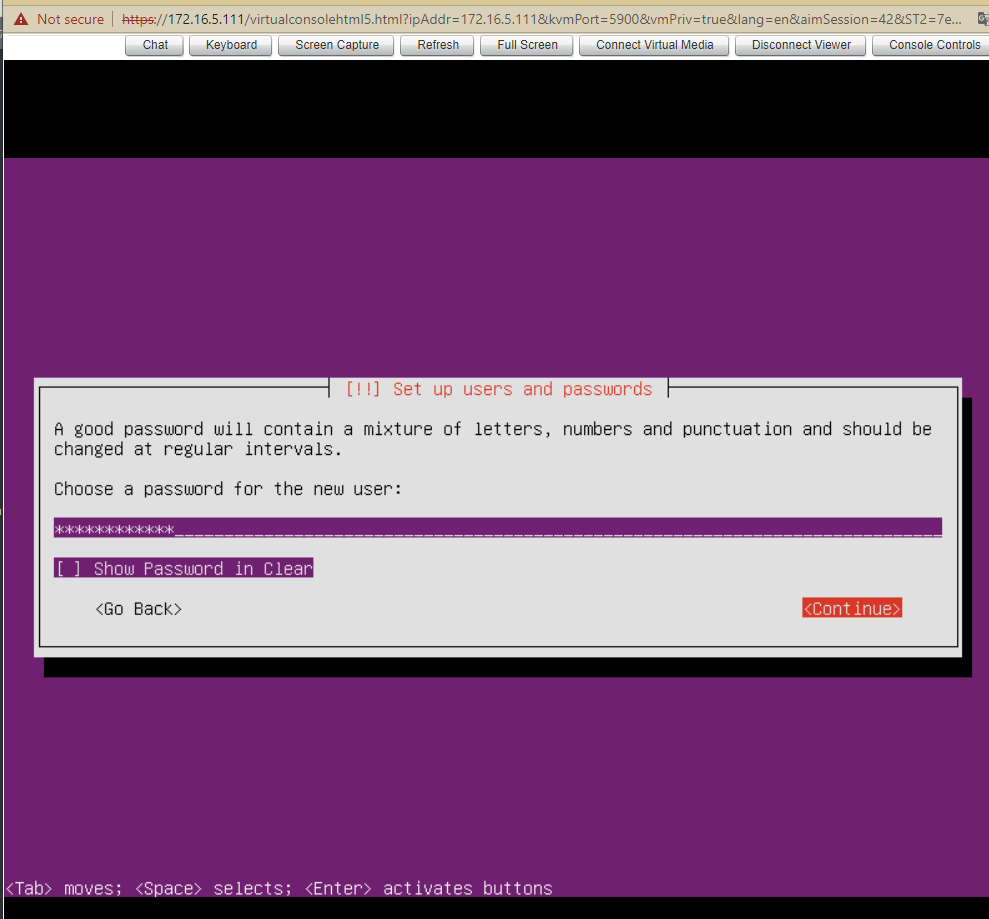 Not secure | https://172.16.5.111/virtualconsolehtml5.html?ipAddr=172.16.5.111&kvmPort=5900&vmPriv=true&lang=en&aimSession=42&ST2=7e...
Chat Keyboard Screen Capture Refresh Full Screen Connect Virtual Media Disconnect Viewer Console Controls
[!!] Set up users and passwords
A good password will contain a mixture of letters, numbers and punctuation and should be
changed at regular intervals.
Choose a password for the new user:
************
[ ] Show Password in Clear
<Go Back> <Continue>
<Tab> moves; <Space> selects; <Enter> activates buttons